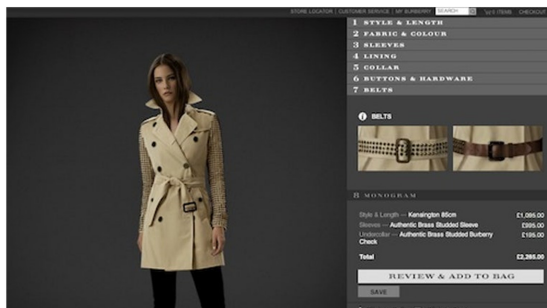 STORE LOCATOR | CUSTOMER SERVICE | MY BURBERRY SEARCH ITEMS CHECKOUT
1 STYLE & LENGTH
2 FABRIC & COLOUR
3 SLEEVES
4 LINING
5 COLLAR
6 BUTTONS & HARDWARE
7 BELTS
i BELTS
8 MONOGRAM
Style & Length — Kensington 85cm £1,095.00
Sleeves — Authentic Brass Studded Sleeve £995.00
Undercollar — Authentic Brass Studded Burberry £195.00
Check
Total £2,285.00
REVIEW & ADD TO BAG
SAVE